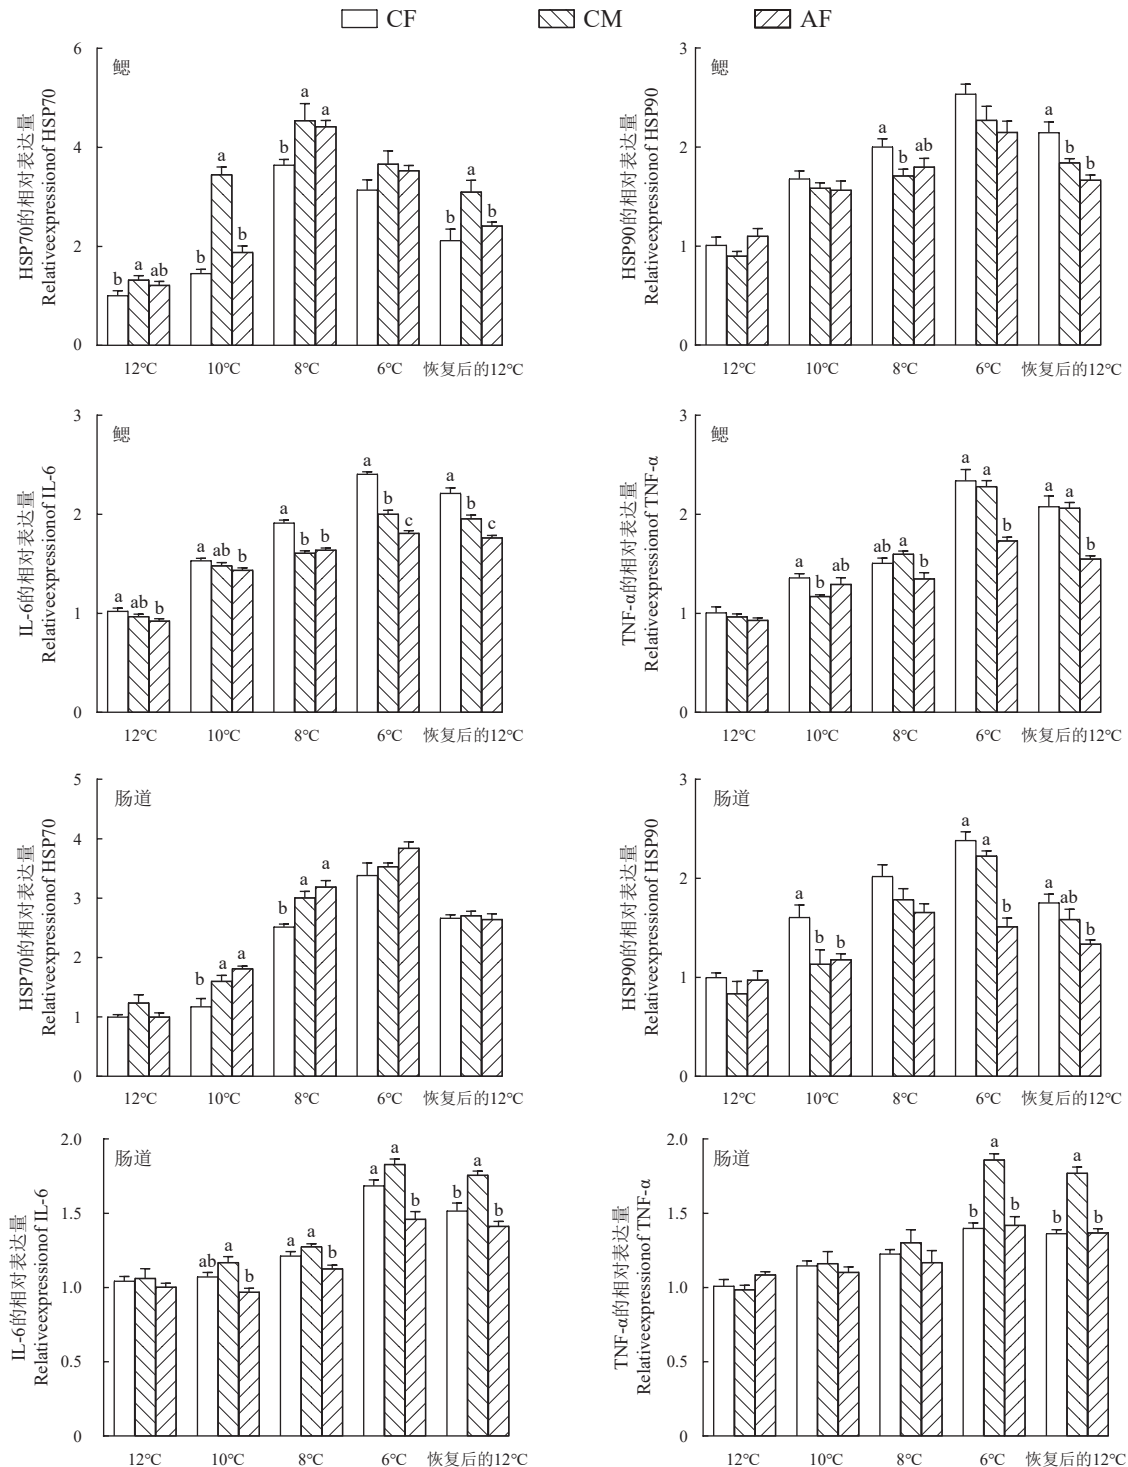 CF CM AF
6
鳃
HSP70的相对表达量
Relativeexpressionof HSP70
4
2
0
b a ab
b a b
b a a
b a b
12℃ 10℃ 8℃ 6℃ 恢复后的12℃
3
鳃
HSP90的相对表达量
Relativeexpressionof HSP90
2
1
0
a b ab
b b
12℃ 10℃ 8℃ 6℃ 恢复后的12℃
3
鳃
IL-6的相对表达量
Relativeexpressionof IL-6
2
1
0
a ab b
a ab b
a b b
a b c
a b c
12℃ 10℃ 8℃ 6℃ 恢复后的12℃
3
鳃
TNF-α的相对表达量
Relativeexpressionof TNF-α
2
1
0
a b ab
ab a b
a a b
a a b
12℃ 10℃ 8℃ 6℃ 恢复后的12℃
5
肠道
HSP70的相对表达量
Relativeexpressionof HSP70
4
3
2
1
0
b a a
b a a
12℃ 10℃ 8℃ 6℃ 恢复后的12℃
3
肠道
HSP90的相对表达量
Relativeexpressionof HSP90
2
1
0
a b b
a a b
a ab b
12℃ 10℃ 8℃ 6℃ 恢复后的12℃
2.0
肠道
IL-6的相对表达量
Relativeexpressionof IL-6
1.5
1.0
0.5
0
ab a b
a a b
a a b
b a b
12℃ 10℃ 8℃ 6℃ 恢复后的12℃
2.0
肠道
TNF-α的相对表达量
Relativeexpressionof TNF-α
1.5
1.0
0.5
0
b a b
b a b
12℃ 10℃ 8℃ 6℃ 恢复后的12℃